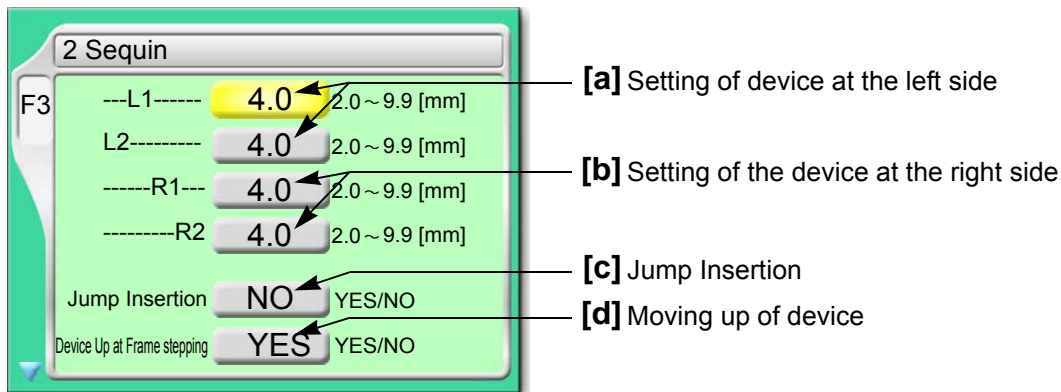 2 Sequin
F3
---L1------ 4.0 2.0～9.9 [mm]
L2--------- 4.0 2.0～9.9 [mm]
------R1--- 4.0 2.0～9.9 [mm]
---------R2 4.0 2.0～9.9 [mm]
Jump Insertion NO YES/NO
Device Up at Frame stepping YES YES/NO
[a] Setting of device at the left side
[b] Setting of the device at the right side
[c] Jump Insertion
[d] Moving up of device